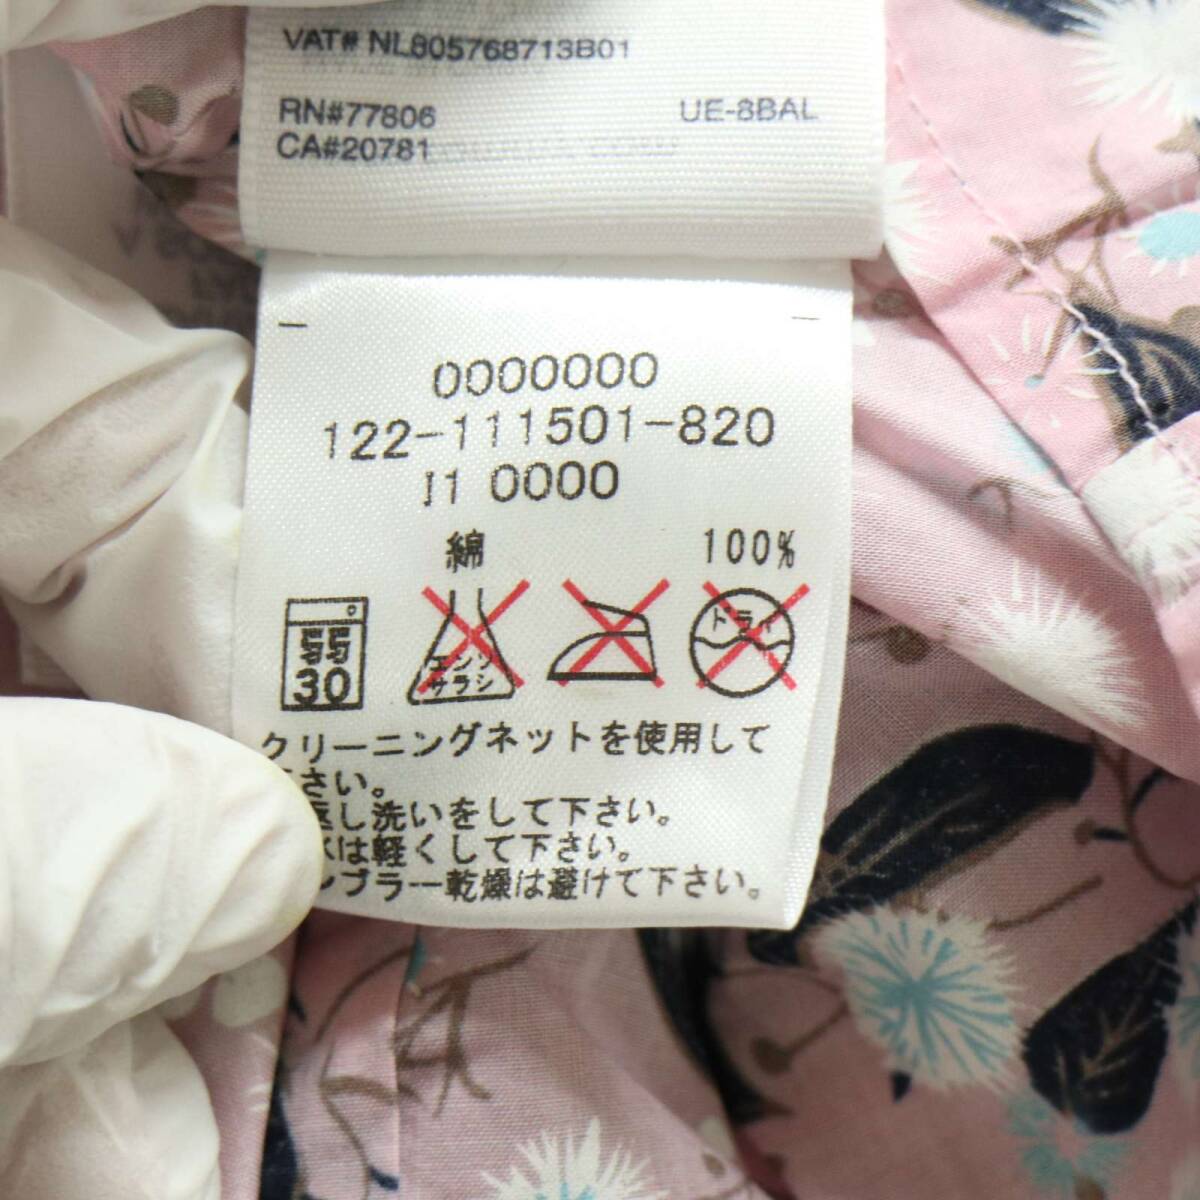 VAT# NL805768713B01
RN#77806 UE-8BAL
CA#20781
0000000
122-111501-820
I1 0000
綿 100%
弱
30
エンソ
サラシ
ドライ
クリーニングネットを使用して
さい。
返し洗いをして下さい。
は軽くして下さい。
ンブラー乾燥は避けて下さい。